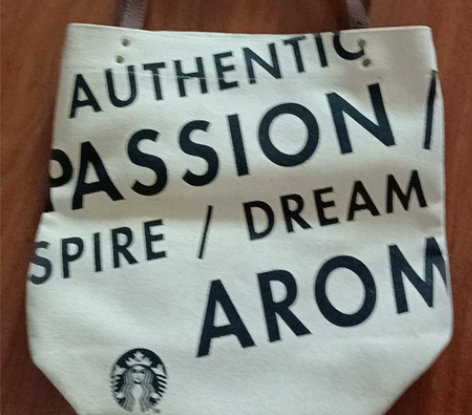 AUTHENTIC
PASSION /
SPIRE / DREAM
AROM